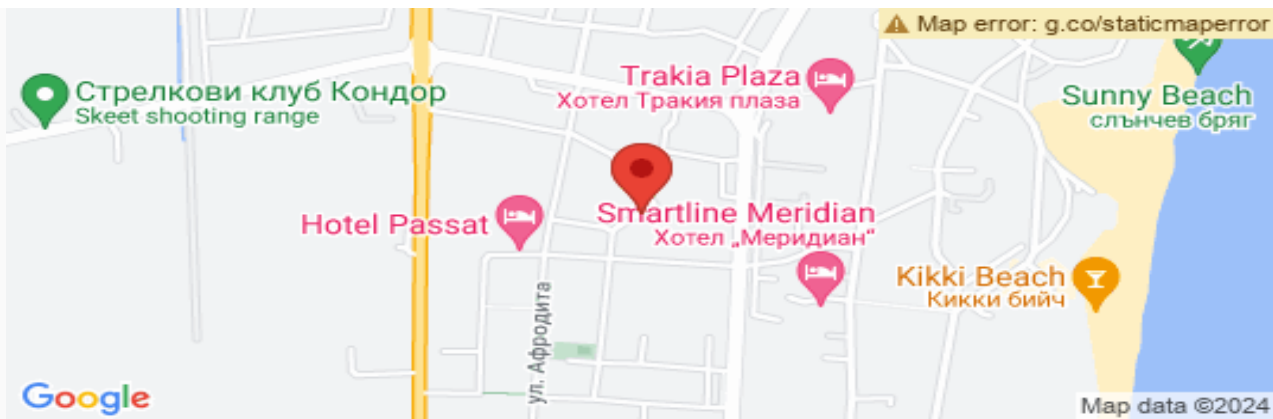 ⚠ Map error: g.co/staticmaperror
Trakia Plaza
Хотел Тракия плаза
Sunny Beach
слънчев бряг
Стрелкови клуб Кондор
Skeet shooting range
Hotel Passat
Smartline Meridian
Хотел „Меридиан“
Kikki Beach
Кикки бийч
ул. Афродита
Google
Map data ©2024